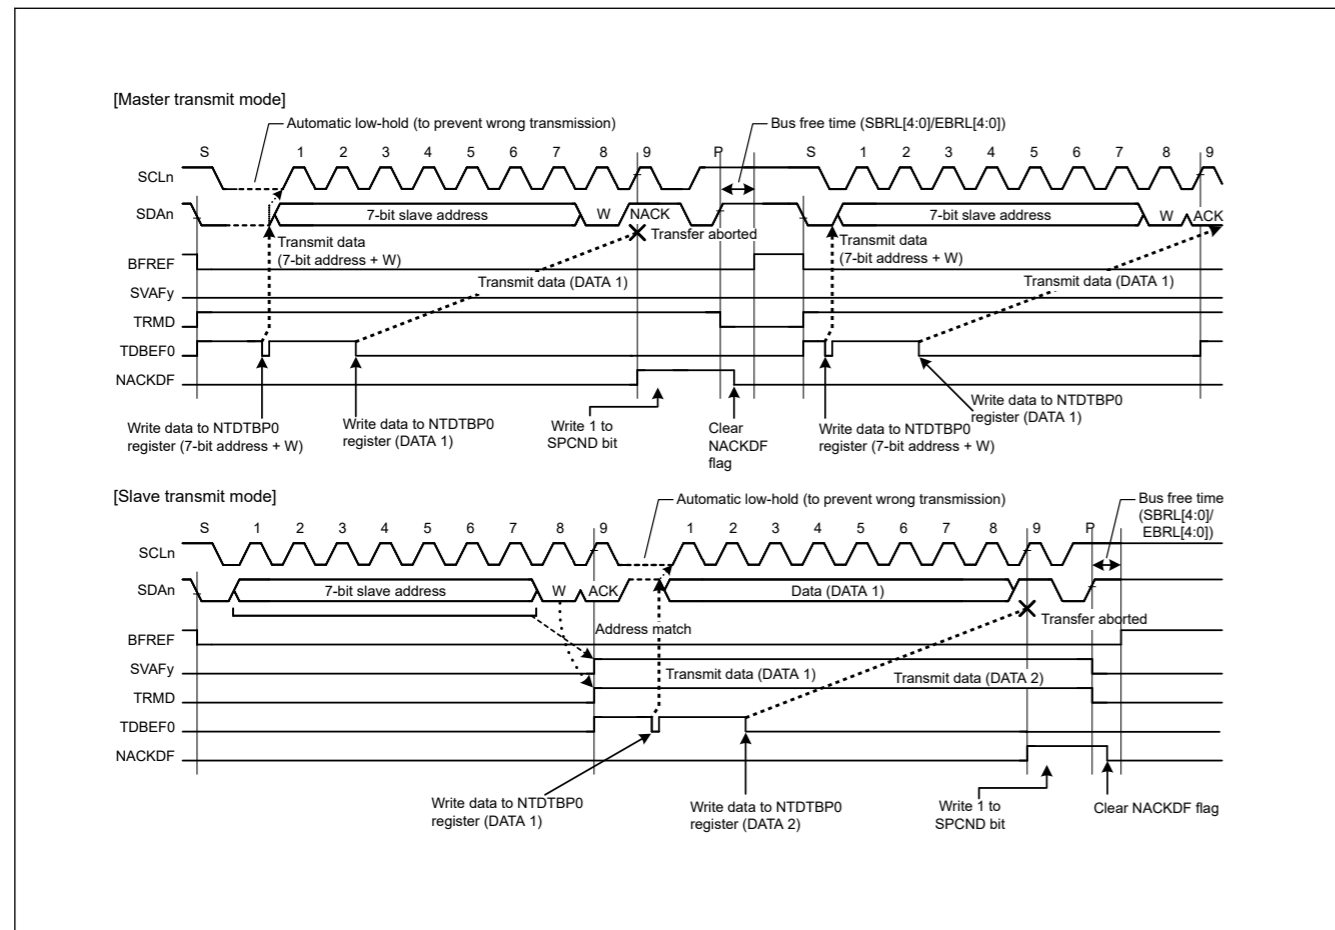 [Master transmit mode]
Automatic low-hold (to prevent wrong transmission)
Bus free time (SBRL[4:0]/EBRL[4:0])
S 1 2 3 4 5 6 7 8 9 P S 1 2 3 4 5 6 7 8 9
SCLn
SDAn 7-bit slave address W NACK 7-bit slave address W ACK
Transfer aborted
Transmit data
(7-bit address + W)
Transmit data
(7-bit address + W)
BFREF
Transmit data (DATA 1)
Transmit data (DATA 1)
SVAFy
TRMD
TDBEF0
NACKDF
Write data to NTDTBP0
register (7-bit address + W)
Write data to NTDTBP0
register (DATA 1)
Write 1 to
SPCND bit
Clear
NACKDF
flag
Write data to NTDTBP0
register (7-bit address + W)
Write data to NTDTBP0
register (DATA 1)
[Slave transmit mode]
Automatic low-hold (to prevent wrong transmission)
Bus free time
(SBRL[4:0]/
EBRL[4:0])
S 1 2 3 4 5 6 7 8 9 1 2 3 4 5 6 7 8 9 P
SCLn
SDAn 7-bit slave address W ACK Data (DATA 1)
Transfer aborted
Address match
BFREF
SVAFy
Transmit data (DATA 1)
Transmit data (DATA 2)
TRMD
TDBEF0
NACKDF
Write data to NTDTBP0
register (DATA 1)
Write data to NTDTBP0
register (DATA 2)
Write 1 to
SPCND bit
Clear NACKDF flag